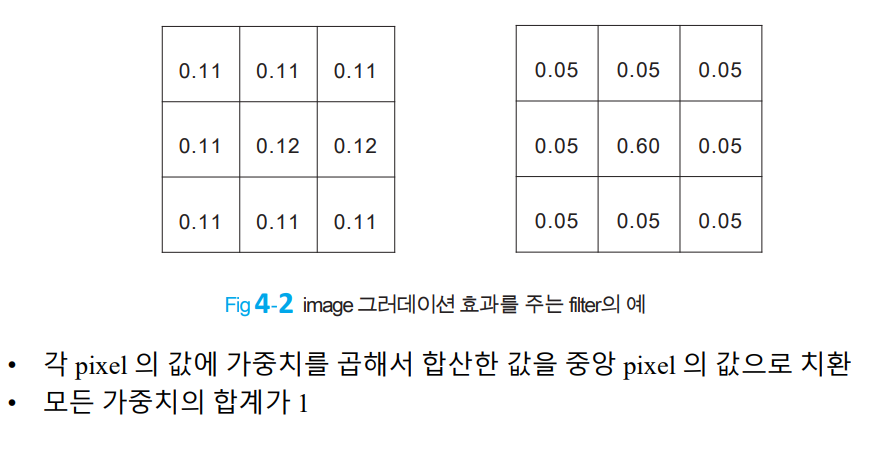 0.11 0.11 0.11 0.05 0.05 0.05
0.11 0.12 0.12 0.05 0.60 0.05
0.11 0.11 0.11 0.05 0.05 0.05
Fig 4-2 image 그러데이션 효과를 주는 filter의 예
• 각 pixel 의 값에 가중치를 곱해서 합산한 값을 중앙 pixel 의 값으로 치환
• 모든 가중치의 합계가 1